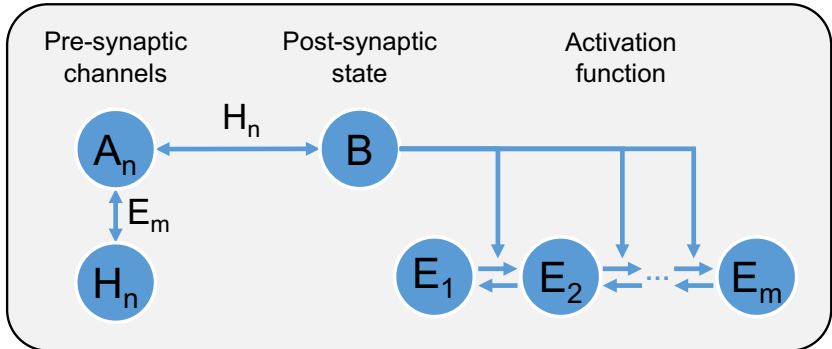 Pre-synaptic
channels
Post-synaptic
state
Activation
function
Hₙ
Aₙ
B
Eₘ
Hₙ
E₁
E₂
...
Eₘ